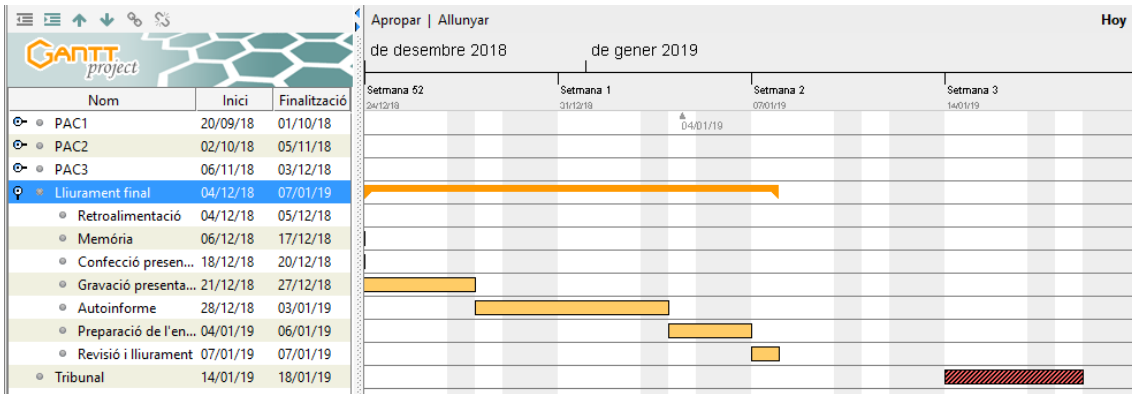 Apropar | Allunyar
Hoy
GANTT
project
de desembre 2018
de gener 2019
Nom
Inici
Finalització
Setmana 52
24/12/18
Setmana 1
31/12/18
Setmana 2
07/01/19
Setmana 3
14/01/19
PAC1 20/09/18 01/10/18
04/01/19
PAC2 02/10/18 05/11/18
PAC3 06/11/18 03/12/18
Lliurament final 04/12/18 07/01/19
Retroalimentació 04/12/18 05/12/18
Memória 06/12/18 17/12/18
Confecció presen... 18/12/18 20/12/18
Gravació presenta... 21/12/18 27/12/18
Autoinforme 28/12/18 03/01/19
Preparació de l'en... 04/01/19 06/01/19
Revisió i lliurament 07/01/19 07/01/19
Tribunal 14/01/19 18/01/19